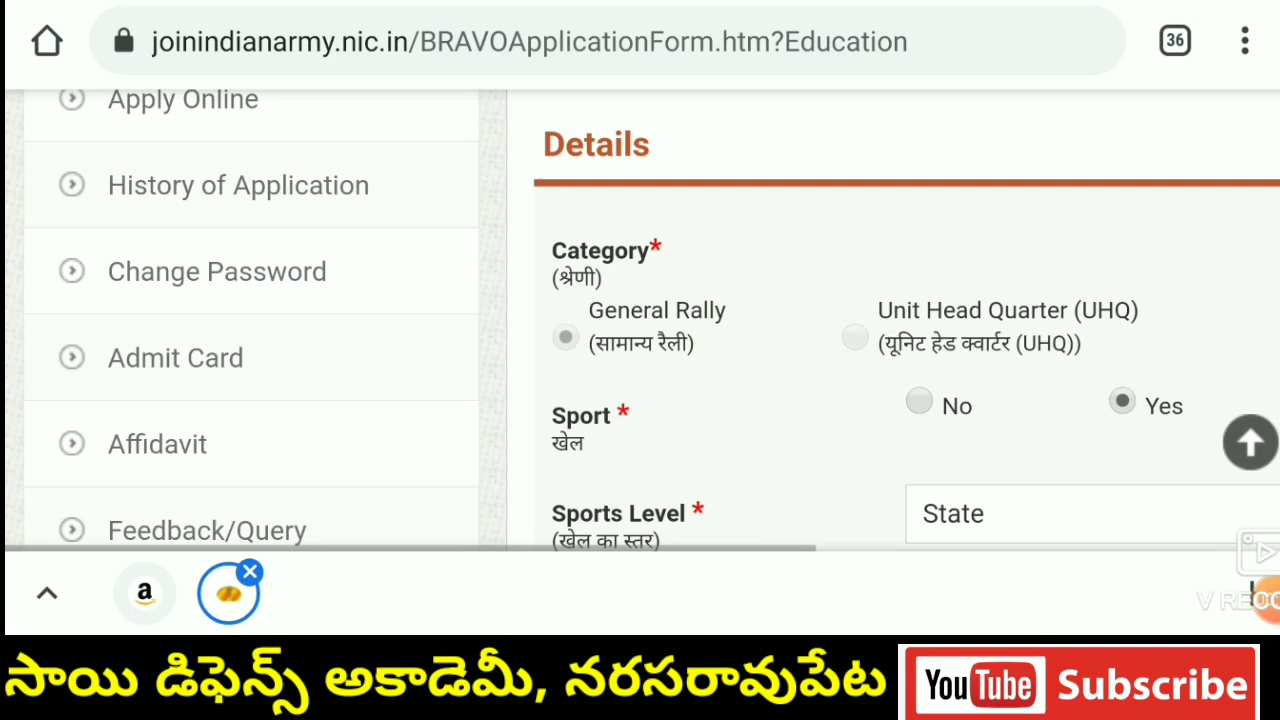 joinindianarmy.nic.in/BRAVOApplicationForm.htm?Education
36
Apply Online
History of Application
Change Password
Admit Card
Affidavit
Feedback/Query
Details
Category*
(श्रेणी)
General Rally
(सामान्य रैली)
Unit Head Quarter (UHQ)
(यूनिट हेड क्वार्टर (UHQ))
Sport *
खेल
No
Yes
Sports Level *
(खेल का स्तर)
State
a
సాయి డిఫెన్స్ అకాడెమీ, నరసరావుపేట
YouTube Subscribe